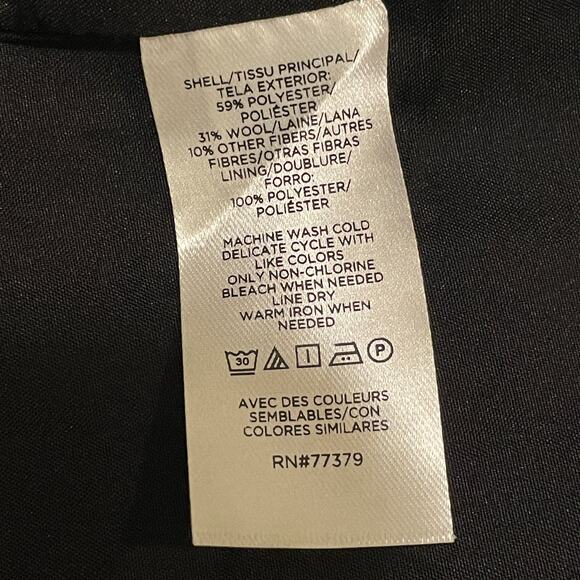 SHELL/TISSU PRINCIPAL/
TELA EXTERIOR:
59% POLYESTER/
POLIÉSTER
31% WOOL/LAINE/LANA
10% OTHER FIBERS/AUTRES
FIBRES/OTRAS FIBRAS
LINING/DOUBLURE/
FORRO:
100% POLYESTER/
POLIÉSTER
MACHINE WASH COLD
DELICATE CYCLE WITH
LIKE COLORS
ONLY NON-CHLORINE
BLEACH WHEN NEEDED
LINE DRY
WARM IRON WHEN
NEEDED
30 P
AVEC DES COULEURS
SEMBLABLES/CON
COLORES SIMILARES
RN#77379